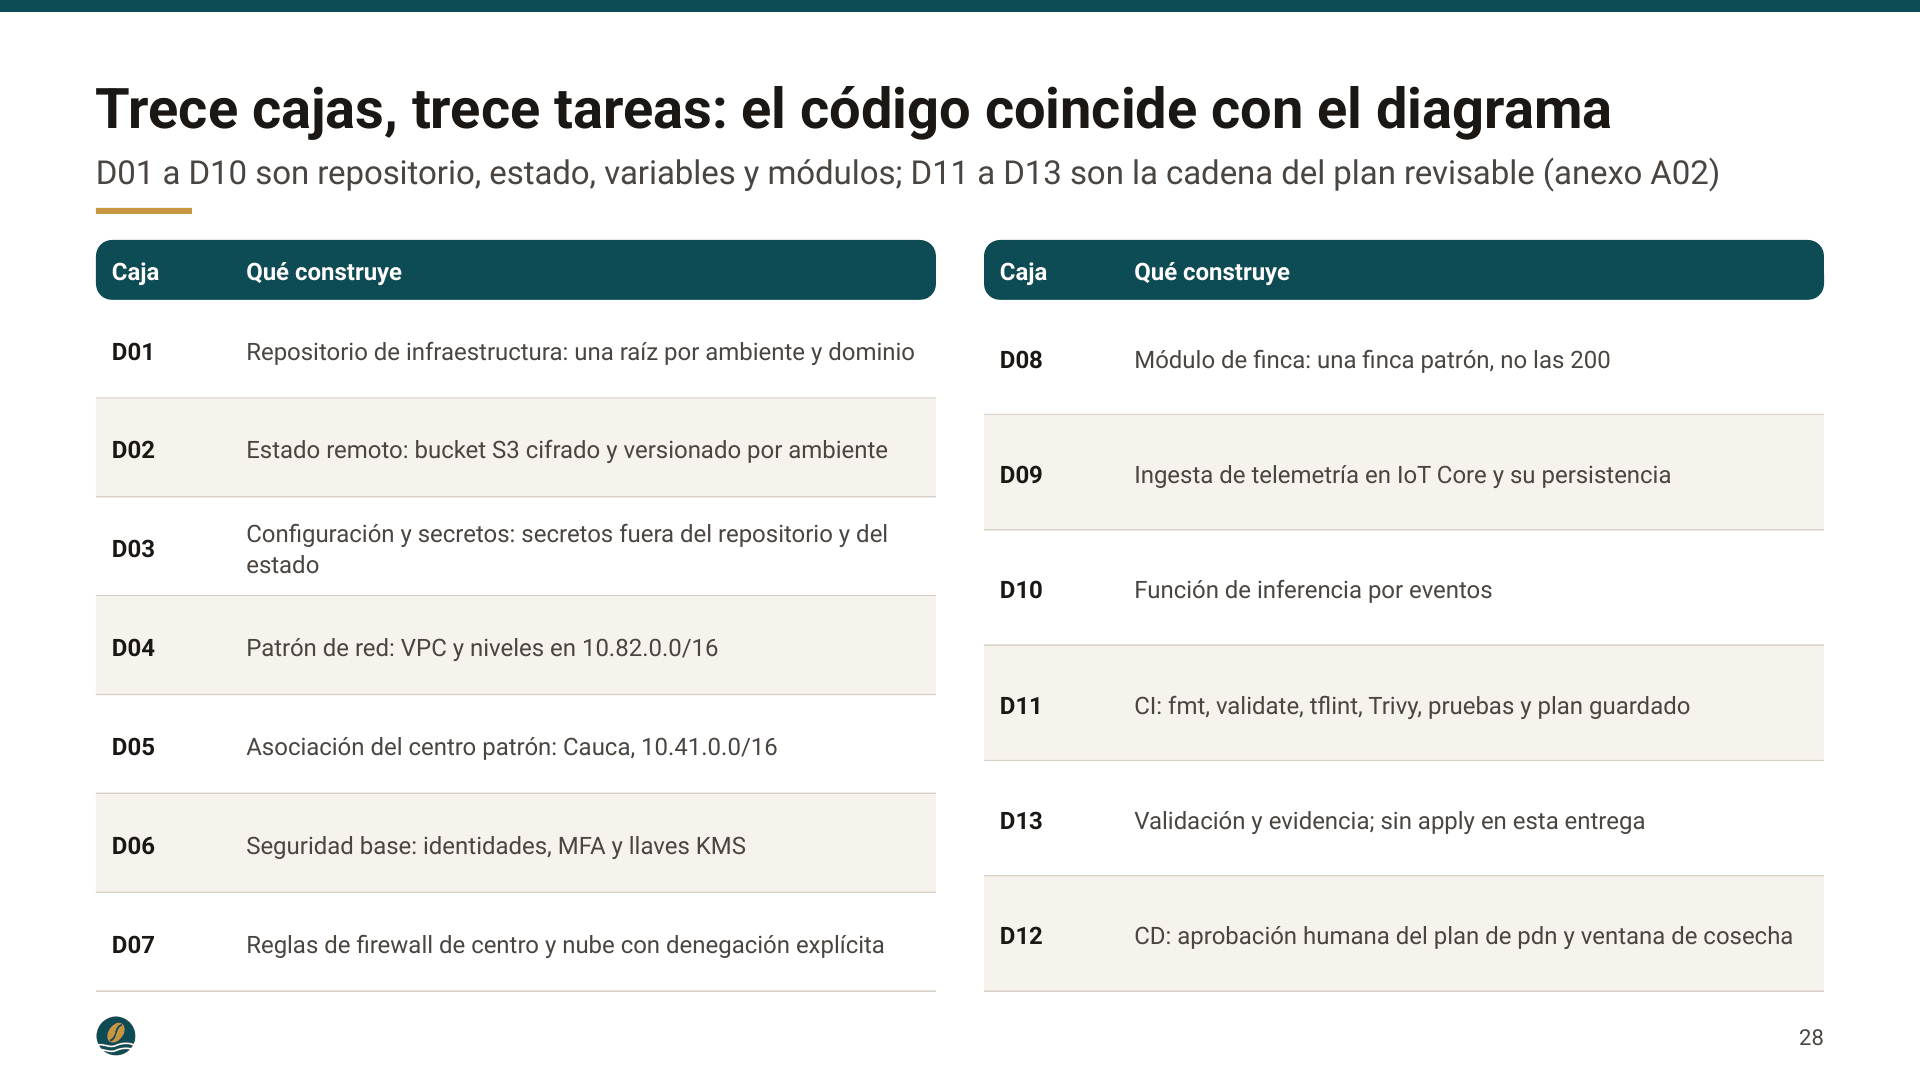 Trece cajas, trece tareas: el código coincide con el diagrama
D01 a D10 son repositorio, estado, variables y módulos; D11 a D13 son la cadena del plan revisable (anexo A02)
Caja Qué construye
D01 Repositorio de infraestructura: una raíz por ambiente y dominio
D02 Estado remoto: bucket S3 cifrado y versionado por ambiente
D03 Configuración y secretos: secretos fuera del repositorio y del
estado
D04 Patrón de red: VPC y niveles en 10.82.0.0/16
D05 Asociación del centro patrón: Cauca, 10.41.0.0/16
D06 Seguridad base: identidades, MFA y llaves KMS
D07 Reglas de firewall de centro y nube con denegación explícita
Caja Qué construye
D08 Módulo de finca: una finca patrón, no las 200
D09 Ingesta de telemetría en IoT Core y su persistencia
D10 Función de inferencia por eventos
D11 CI: fmt, validate, tflint, Trivy, pruebas y plan guardado
D13 Validación y evidencia; sin apply en esta entrega
D12 CD: aprobación humana del plan de pdn y ventana de cosecha
28